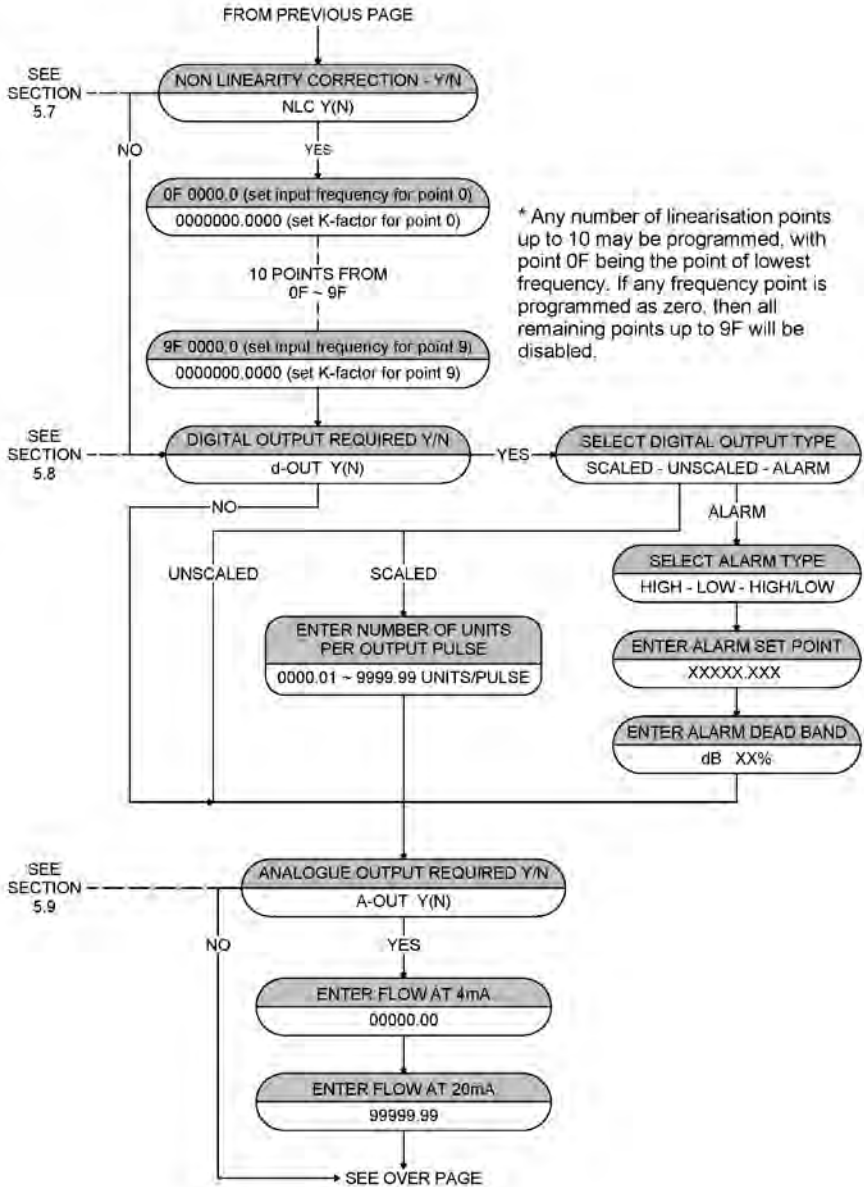 FROM PREVIOUS PAGE
SEE
SECTION
5.7
NON LINEARITY CORRECTION - Y/N
NLC Y(N)
NO
YES
0F 0000.0 (set input frequency for point 0)
0000000.0000 (set K-factor for point 0)
10 POINTS FROM
0F ~ 9F
* Any number of linearisation points
up to 10 may be programmed, with
point 0F being the point of lowest
frequency. If any frequency point is
programmed as zero, then all
remaining points up to 9F will be
disabled.
9F 0000.0 (set input frequency for point 9)
0000000.0000 (set K-factor for point 9)
SEE
SECTION
5.8
DIGITAL OUTPUT REQUIRED Y/N
d-OUT Y(N)
YES
SELECT DIGITAL OUTPUT TYPE
SCALED - UNSCALED - ALARM
NO
ALARM
UNSCALED
SCALED
SELECT ALARM TYPE
HIGH - LOW - HIGH/LOW
ENTER NUMBER OF UNITS
PER OUTPUT PULSE
0000.01 ~ 9999.99 UNITS/PULSE
ENTER ALARM SET POINT
XXXXX.XXX
ENTER ALARM DEAD BAND
dB XX%
SEE
SECTION
5.9
ANALOGUE OUTPUT REQUIRED Y/N
A-OUT Y(N)
NO
YES
ENTER FLOW AT 4mA
00000.00
ENTER FLOW AT 20mA
99999.99
SEE OVER PAGE